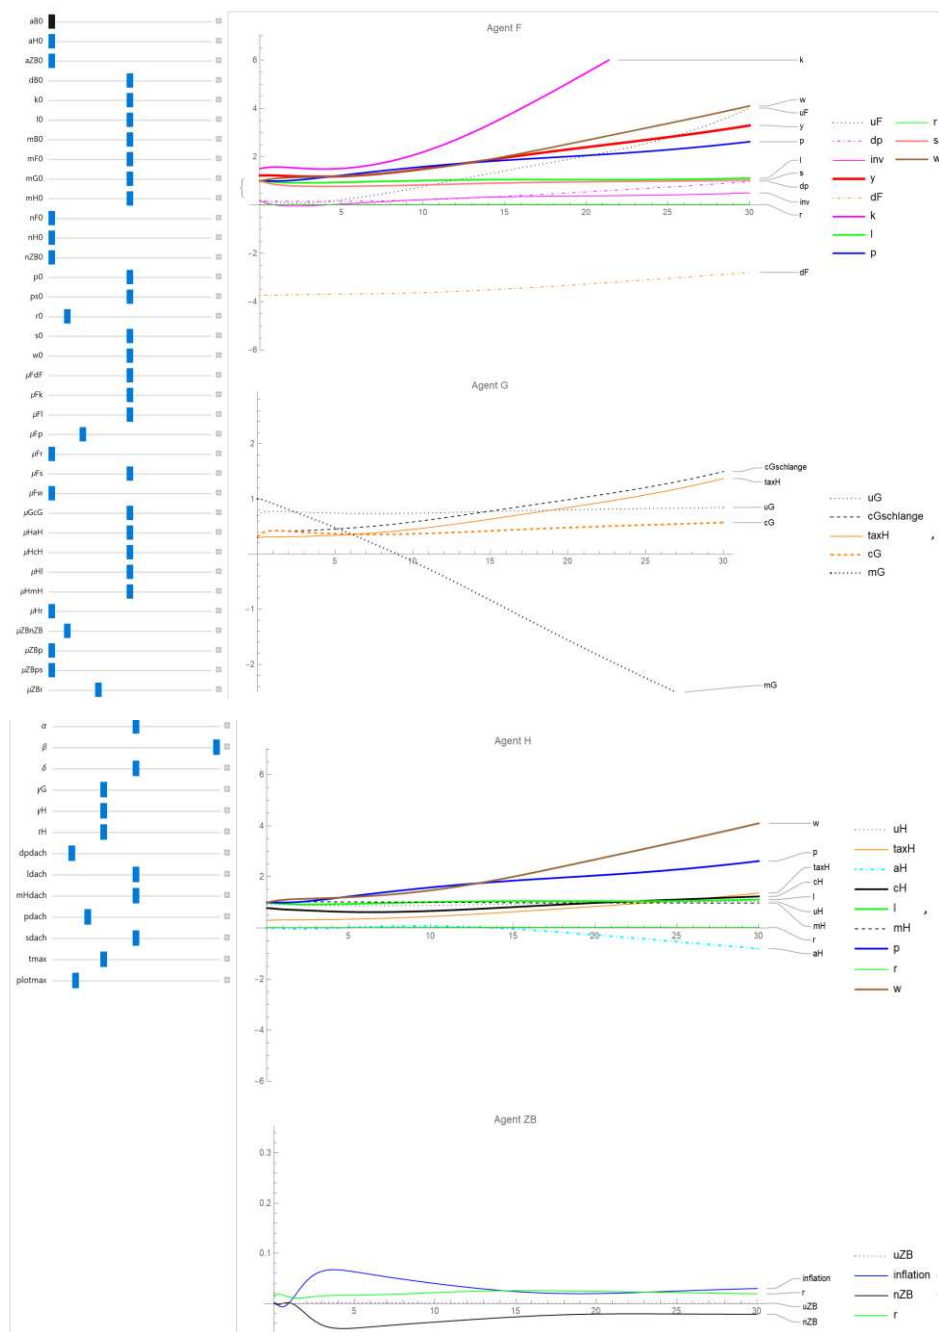 aB0
aH0
aZB0
dB0
k0
l0
mB0
mF0
mG0
mH0
nF0
nH0
nZB0
p0
ps0
r0
s0
w0
μFdF
μFk
μFl
μFp
μFr
μFs
μFw
μGcG
μHaH
μHcH
μHl
μHmH
μHr
μZBnZB
μZBp
μZBps
μZBr
Agent F
6
4
2
-2
-4
-6
5
10
15
20
25
30
k
w
uF
y
p
l
s
dp
inv
r
dF
uF
dp
inv
y
dF
k
l
p
r
s
w
Agent G
2
1
-1
-2
5
10
15
20
25
30
cGschlange
taxH
uG
cG
mG
uG
cGschlange
taxH ,
cG
mG
α
β
δ
γG
γH
rH
dpdach
ldach
mHdach
pdach
sdach
tmax
plotmax
Agent H
6
4
2
-2
-4
-6
5
10
15
20
25
30
w
p
taxH
cH
l
uH
mH
r
aH
uH
taxH
aH
cH
l ,
mH
p
r
w
Agent ZB
0.3
0.2
0.1
5
10
15
20
25
30
inflation
r
uZB
nZB
uZB
inflation
nZB
r